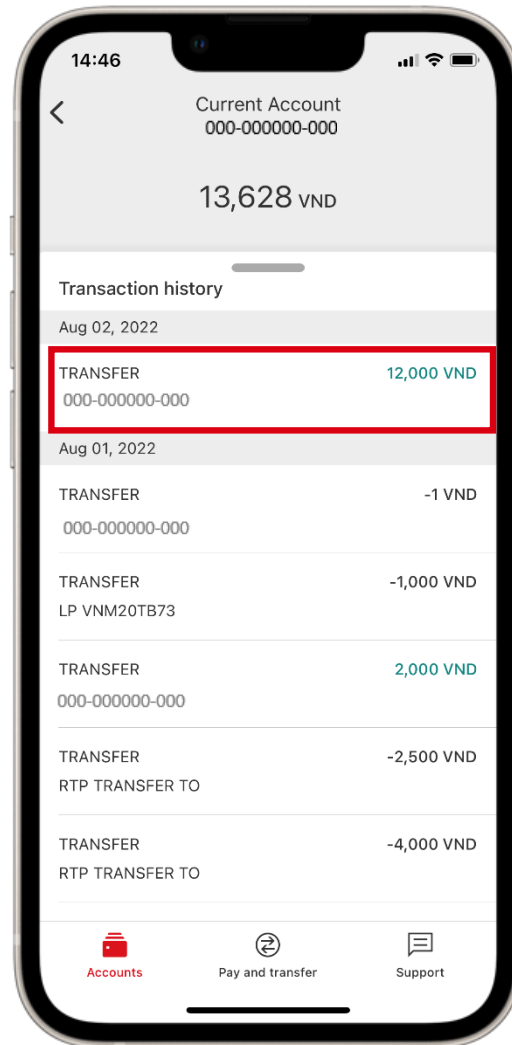 14:46
Current Account
000-000000-000
13,628 VND
Transaction history
Aug 02, 2022
TRANSFER 12,000 VND
000-000000-000
Aug 01, 2022
TRANSFER -1 VND
000-000000-000
TRANSFER -1,000 VND
LP VNM20TB73
TRANSFER 2,000 VND
000-000000-000
TRANSFER -2,500 VND
RTP TRANSFER TO
TRANSFER -4,000 VND
RTP TRANSFER TO
Accounts Pay and transfer Support